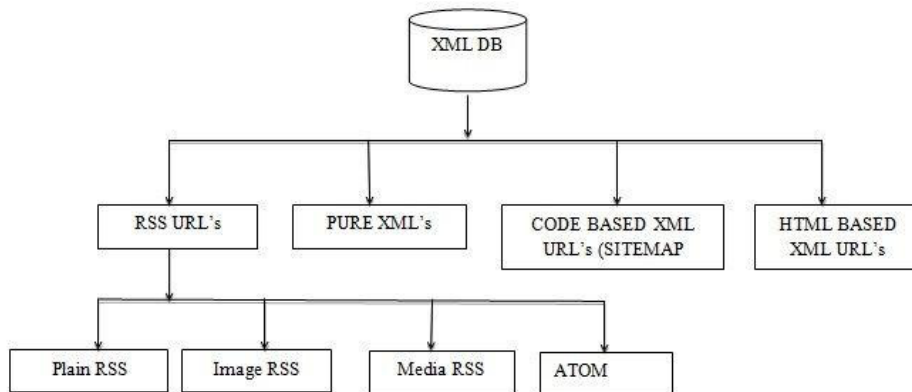 XML DB
RSS URL's
PURE XML's
CODE BASED XML
URL's (SITEMAP
HTML BASED
XML URL's
Plain RSS
Image RSS
Media RSS
ATOM